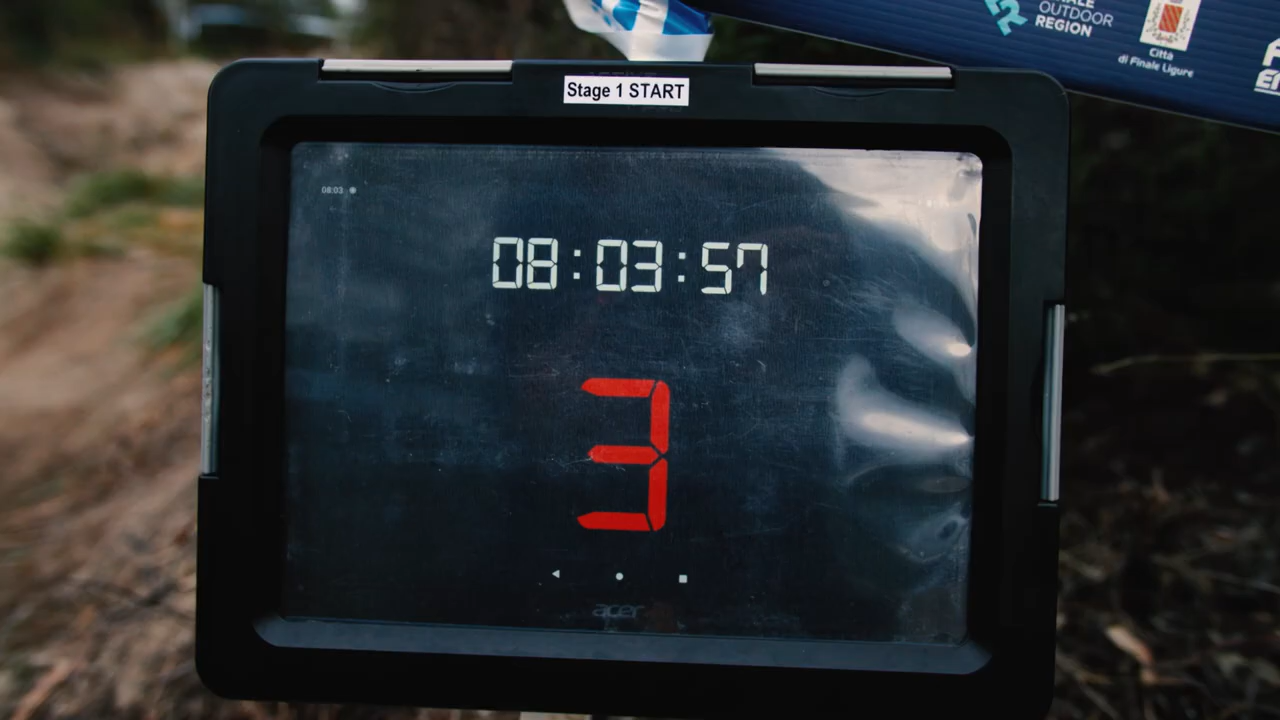 OUTDOOR
REGION
Città
di Finale Ligure
Stage 1 START
08:03
08:03:57
3
acer